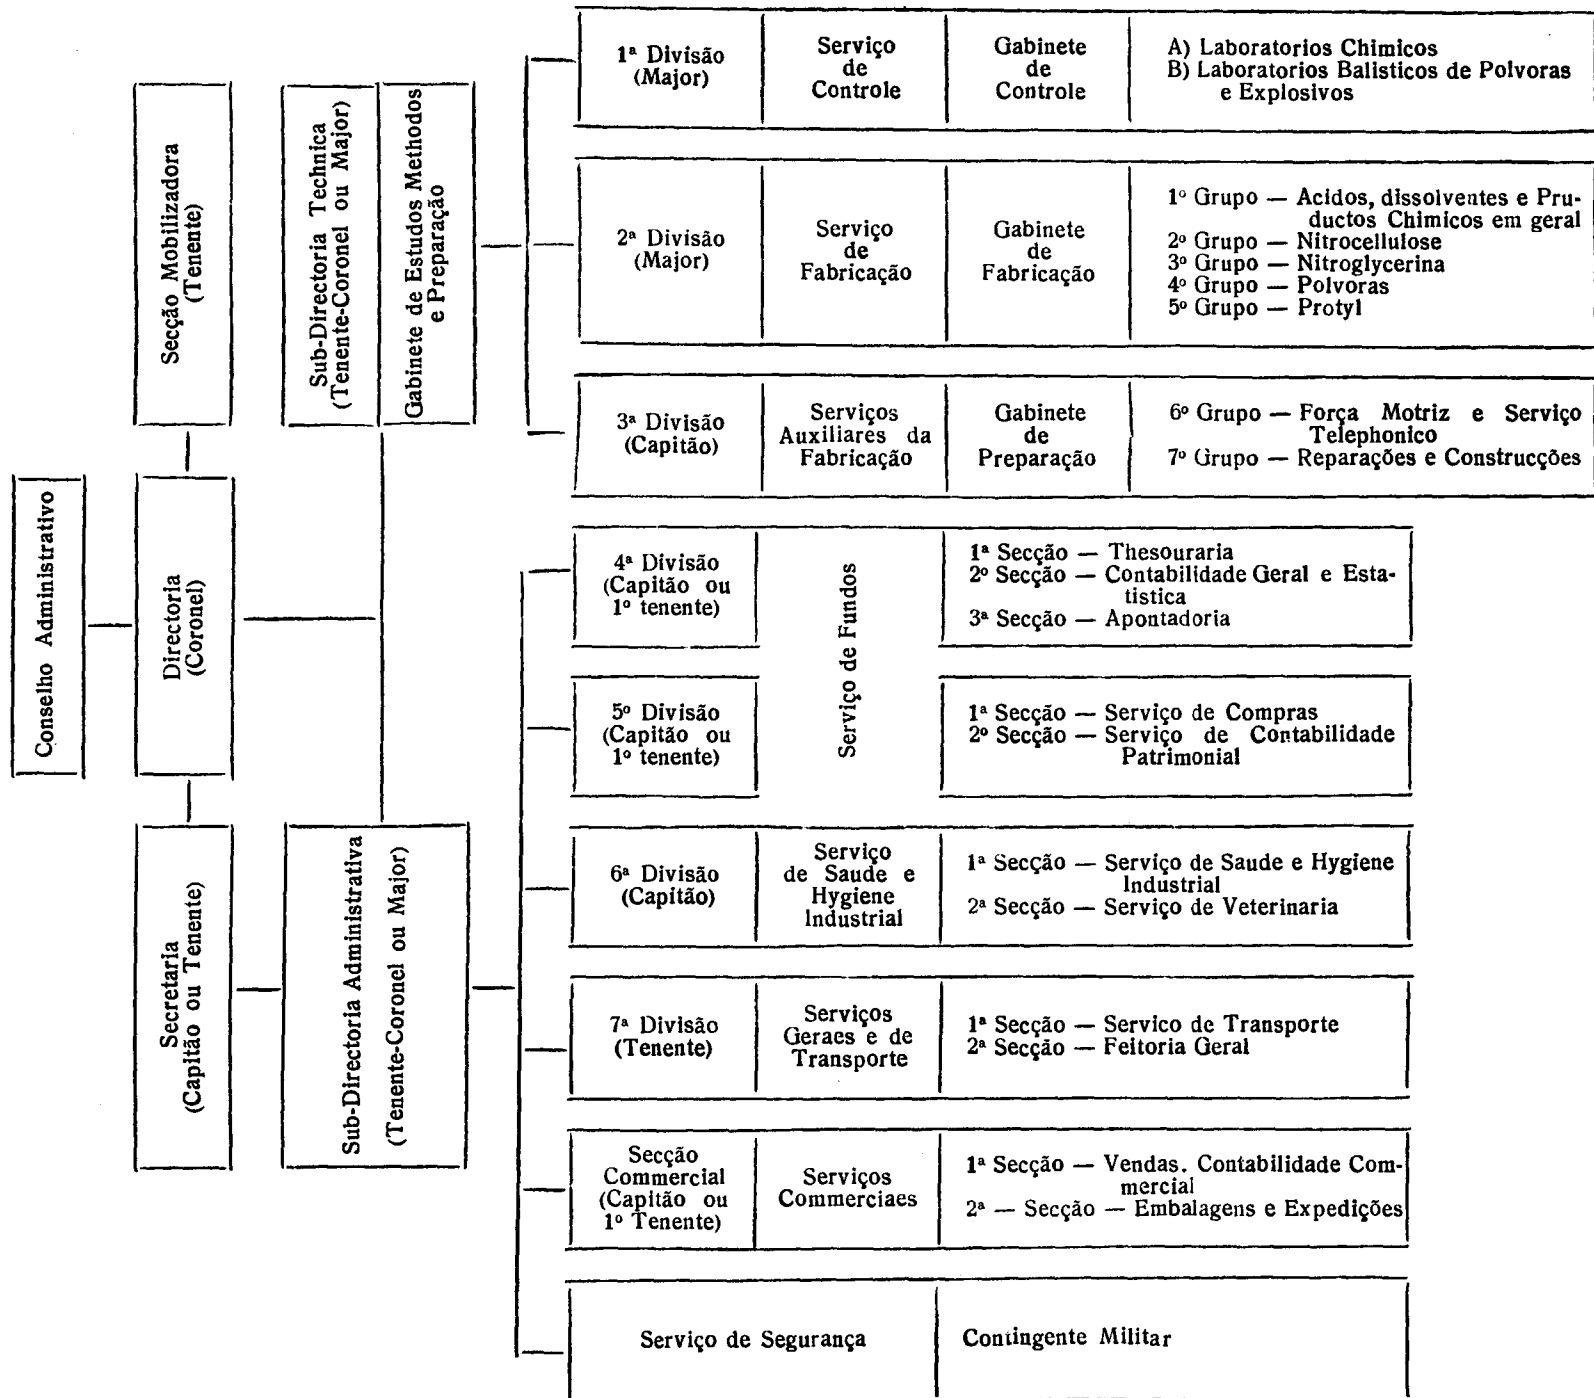 Conselho Administrativo
Secção Mobilizadora
(Tenente)
Directoria
(Coronel)
Secretaria
(Capitão ou Tenente)
Sub-Directoria Technica
(Tenente-Coronel ou Major)
Gabinete de Estudos Methodos
e Preparação
Sub-Directoria Administrativa
(Tenente-Coronel ou Major)
1ª Divisão
(Major)
Serviço
de
Controle
Gabinete
de
Controle
A) Laboratorios Chimicos
B) Laboratorios Balisticos de Polvoras
e Explosivos
2ª Divisão
(Major)
Serviço
de
Fabricação
Gabinete
de
Fabricação
1º Grupo — Acidos, dissolventes e Pru-
ductos Chimicos em geral
2º Grupo — Nitrocellulose
3º Grupo — Nitroglycerina
4º Grupo — Polvoras
5º Grupo — Protyl
3ª Divisão
(Capitão)
Serviços
Auxiliares da
Fabricação
Gabinete
de
Preparação
6º Grupo — Força Motriz e Serviço
Telephonico
7º Grupo — Reparações e Construcções
4ª Divisão
(Capitão ou
1º tenente)
Serviço de Fundos
1ª Secção — Thesouraria
2º Secção — Contabilidade Geral e Esta-
tistica
3ª Secção — Apontadoria
5º Divisão
(Capitão ou
1º tenente)
1ª Secção — Serviço de Compras
2º Secção — Serviço de Contabilidade
Patrimonial
6ª Divisão
(Capitão)
Serviço
de Saude e
Hygiene
Industrial
1ª Secção — Serviço de Saude e Hygiene
Industrial
2ª Secção — Serviço de Veterinaria
7ª Divisão
(Tenente)
Serviços
Geraes e de
Transporte
1ª Secção — Servico de Transporte
2ª Secção — Feitoria Geral
Secção
Commercial
(Capitão ou
1º Tenente)
Serviços
Commerciaes
1ª Secção — Vendas. Contabilidade Com-
mercial
2ª — Secção — Embalagens e Expedições
Serviço de Segurança
Contingente Militar